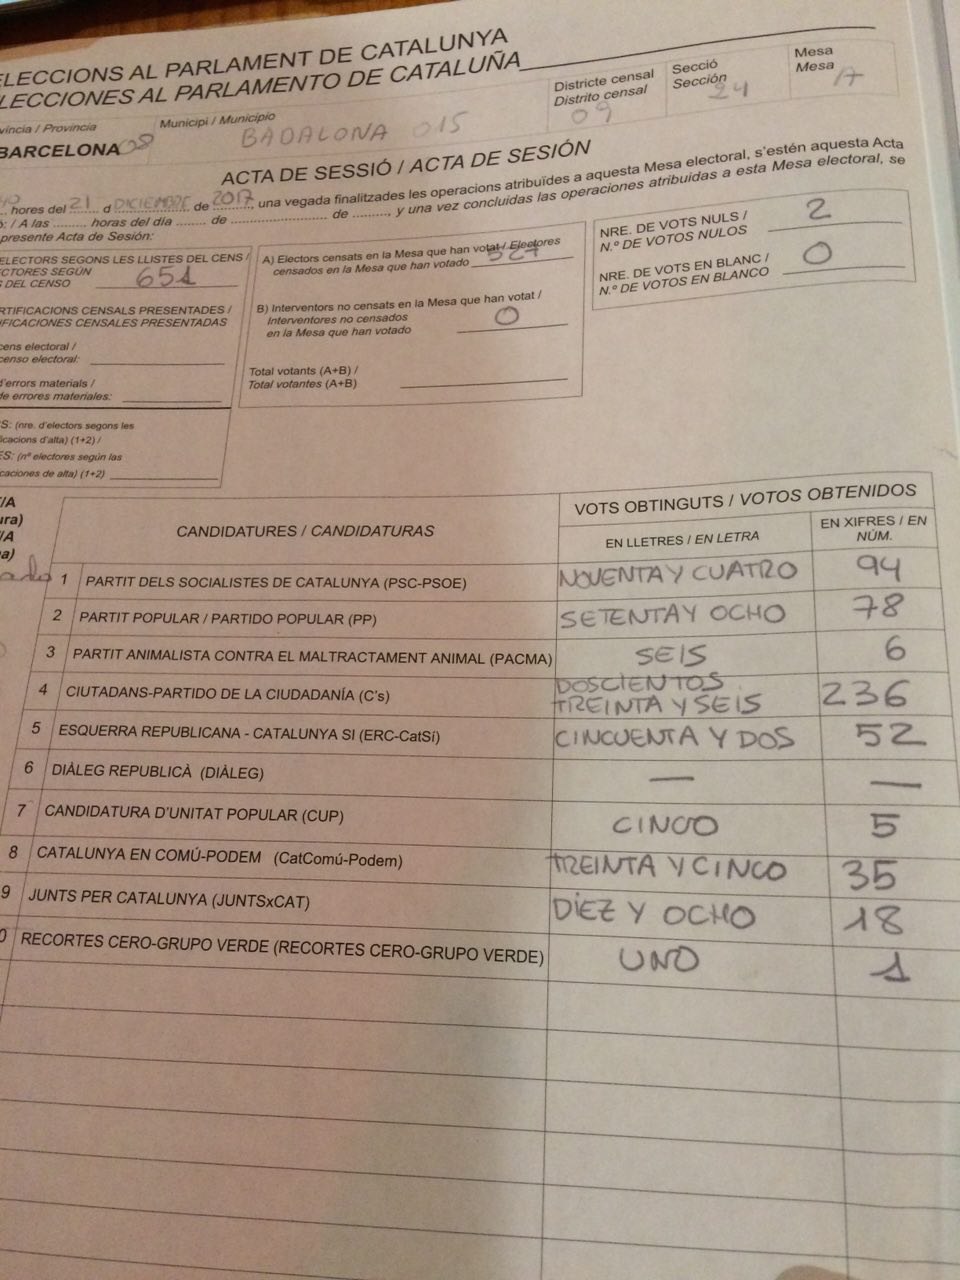 ELECCIONS AL PARLAMENT DE CATALUNYA
ELECCIONES AL PARLAMENTO DE CATALUÑA
vincia / Provincia
BARCELONA 08
Municipi / Municipio
BADALONA 015
Districte censal
Distrito censal
09
Secció
Sección
24
Mesa
Mesa
A
ACTA DE SESSIÓ / ACTA DE SESIÓN
hores del 21 d DICIEMBRE de 2017, una vegada finalitzades les operacions atribuïdes a aquesta Mesa electoral, s'estén aquesta Acta
/ A las ........ horas del día ........ de ........................ de ........., y una vez concluidas las operaciones atribuidas a esta Mesa electoral, se
presente Acta de Sesión:
ELECTORS SEGONS LES LLISTES DEL CENS /
CTORES SEGÚN
DEL CENSO 651
RTIFICACIONS CENSALS PRESENTADES /
IFICACIONES CENSALES PRESENTADAS
cens electoral /
censo electoral:
d'errors materials /
de errores materiales:
S: (nre. d'electors segons les
icacions d'alta) (1+2) /
ES: (nº electores según las
caciones de alta) (1+2)
A) Electors censats en la Mesa que han votat / Electores
censados en la Mesa que han votado 527
B) Interventors no censats en la Mesa que han votat /
Interventores no censados
en la Mesa que han votado 0
Total votants (A+B) /
Total votantes (A+B)
NRE. DE VOTS NULS /
N.º DE VOTOS NULOS 2
NRE. DE VOTS EN BLANC /
N.º DE VOTOS EN BLANCO 0
/A
ura)
/A
a)
CANDIDATURES / CANDIDATURAS
VOTS OBTINGUTS / VOTOS OBTENIDOS
EN LLETRES / EN LETRA
EN XIFRES / EN
NÚM.
1 PARTIT DELS SOCIALISTES DE CATALUNYA (PSC-PSOE) NOVENTA Y CUATRO 94
2 PARTIT POPULAR / PARTIDO POPULAR (PP) SETENTA Y OCHO 78
3 PARTIT ANIMALISTA CONTRA EL MALTRACTAMENT ANIMAL (PACMA) SEIS 6
4 CIUTADANS-PARTIDO DE LA CIUDADANÍA (C's) DOSCIENTOS
TREINTA Y SEIS 236
5 ESQUERRA REPUBLICANA - CATALUNYA SI (ERC-CatSí) CINCUENTA Y DOS 52
6 DIÀLEG REPUBLICÀ (DIÀLEG) — —
7 CANDIDATURA D'UNITAT POPULAR (CUP) CINCO 5
8 CATALUNYA EN COMÚ-PODEM (CatComú-Podem) TREINTA Y CINCO 35
9 JUNTS PER CATALUNYA (JUNTSxCAT) DIEZ Y OCHO 18
0 RECORTES CERO-GRUPO VERDE (RECORTES CERO-GRUPO VERDE) UNO 1